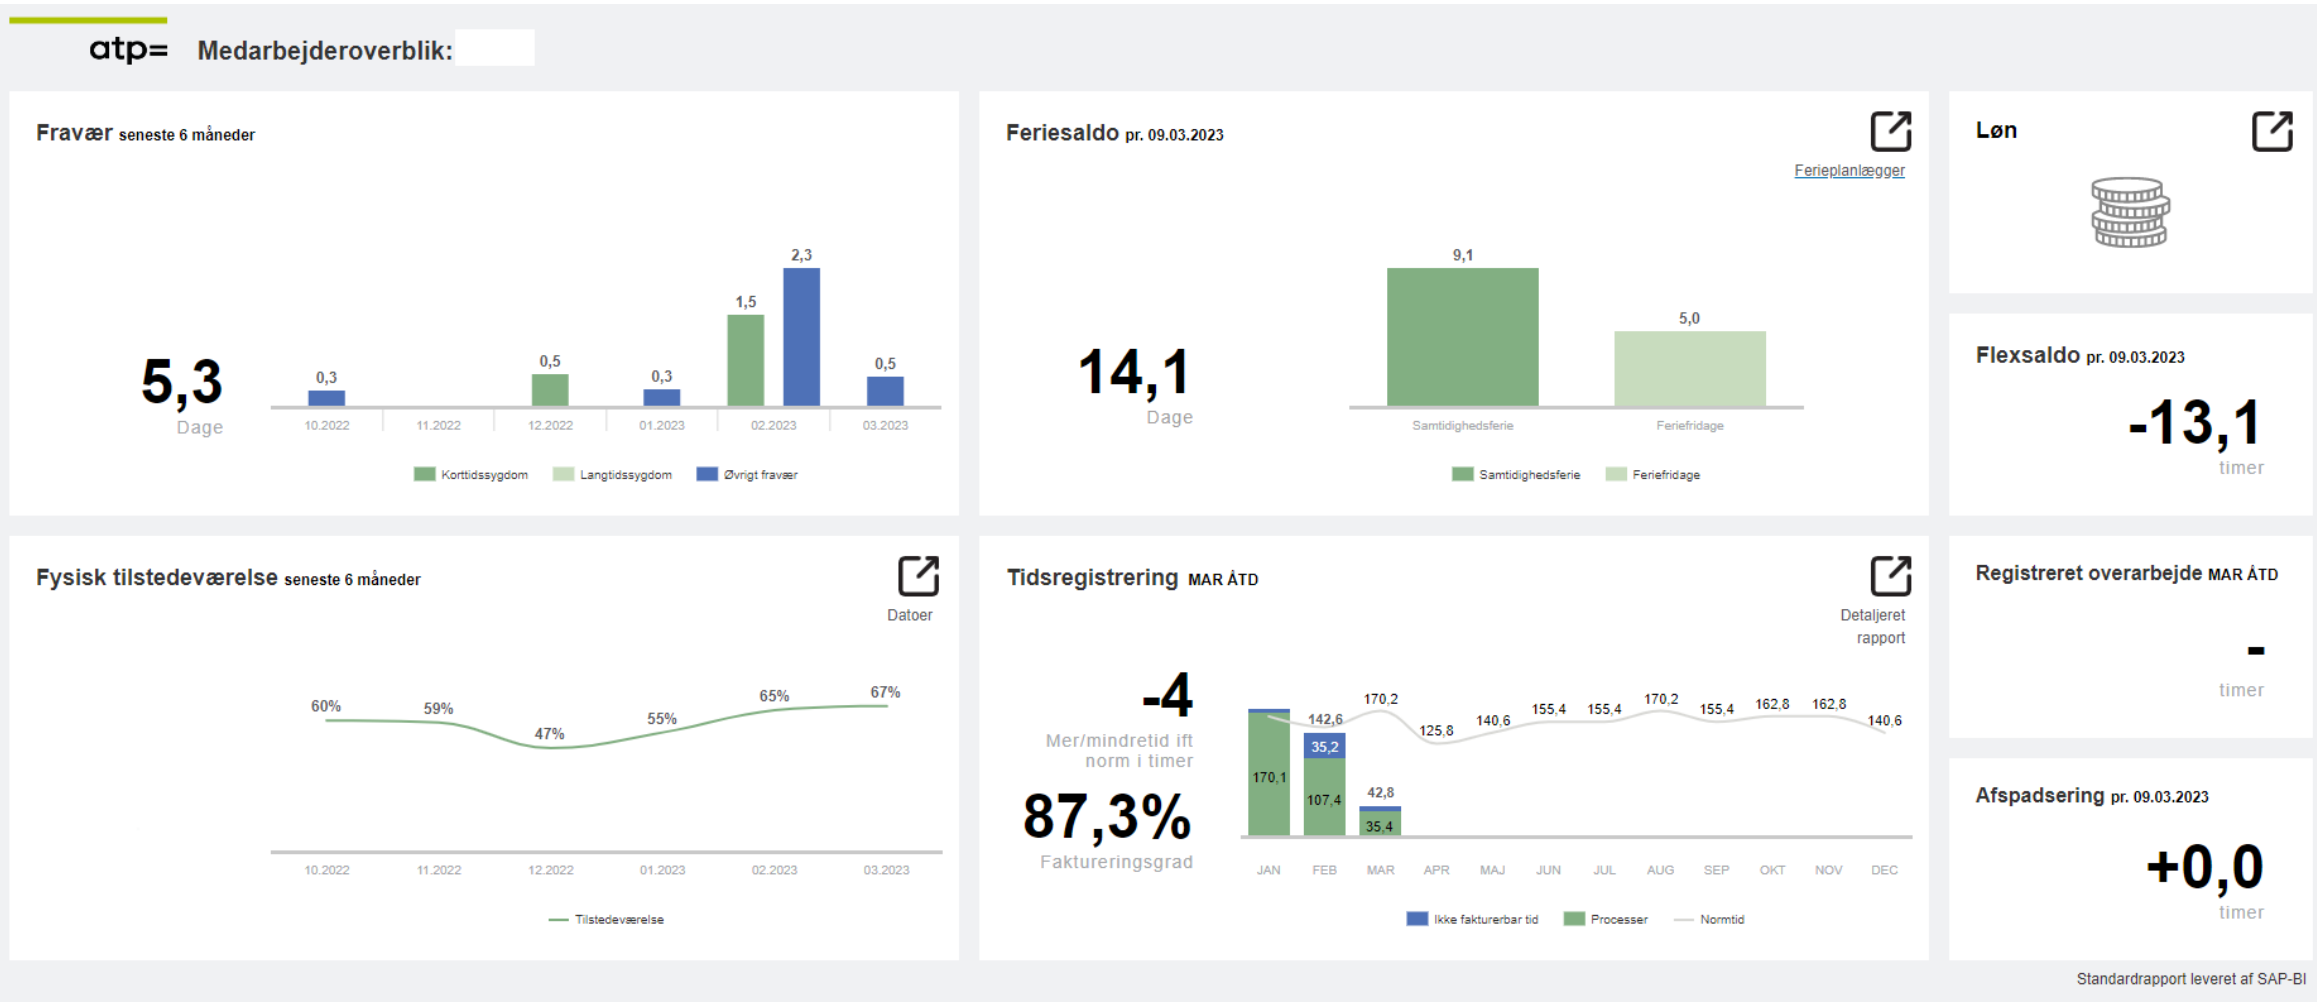 atp=
Medarbejderoverblik:
Fravær seneste 6 måneder
5,3
Dage
0,3
0,5
0,3
1,5
2,3
0,5
10.2022
11.2022
12.2022
01.2023
02.2023
03.2023
Korttidssygdom
Langtidssygdom
Øvrigt fravær
Feriesaldo pr. 09.03.2023
Ferieplanlægger
14,1
Dage
9,1
5,0
Samtidighedsferie
Feriefridage
Samtidighedsferie
Feriefridage
Løn
Flexsaldo pr. 09.03.2023
-13,1
timer
Fysisk tilstedeværelse seneste 6 måneder
Datoer
60%
59%
47%
55%
65%
67%
10.2022
11.2022
12.2022
01.2023
02.2023
03.2023
Tilstedeværelse
Tidsregistrering MAR ÅTD
Detaljeret
rapport
-4
Mer/mindretid ift
norm i timer
87,3%
Faktureringsgrad
170,1
142,6
35,2
107,4
170,2
42,8
35,4
125,8
140,6
155,4
155,4
170,2
155,4
162,8
162,8
140,6
JAN
FEB
MAR
APR
MAJ
JUN
JUL
AUG
SEP
OKT
NOV
DEC
Ikke fakturerbar tid
Processer
Normtid
Registreret overarbejde MAR ÅTD
-
timer
Afspadsering pr. 09.03.2023
+0,0
timer
Standardrapport leveret af SAP-BI